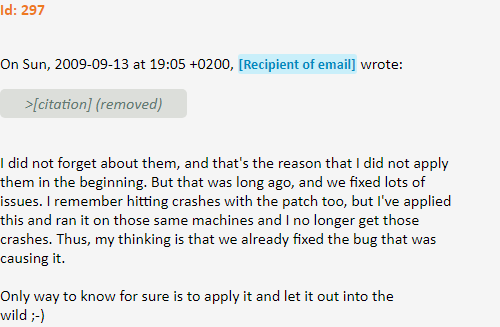 Id: 297
On Sun, 2009-09-13 at 19:05 +0200, [Recipient of email] wrote:
>[citation] (removed)
I did not forget about them, and that's the reason that I did not apply
them in the beginning. But that was long ago, and we fixed lots of
issues. I remember hitting crashes with the patch too, but I've applied
this and ran it on those same machines and I no longer get those
crashes. Thus, my thinking is that we already fixed the bug that was
causing it.
Only way to know for sure is to apply it and let it out into the
wild ;-)